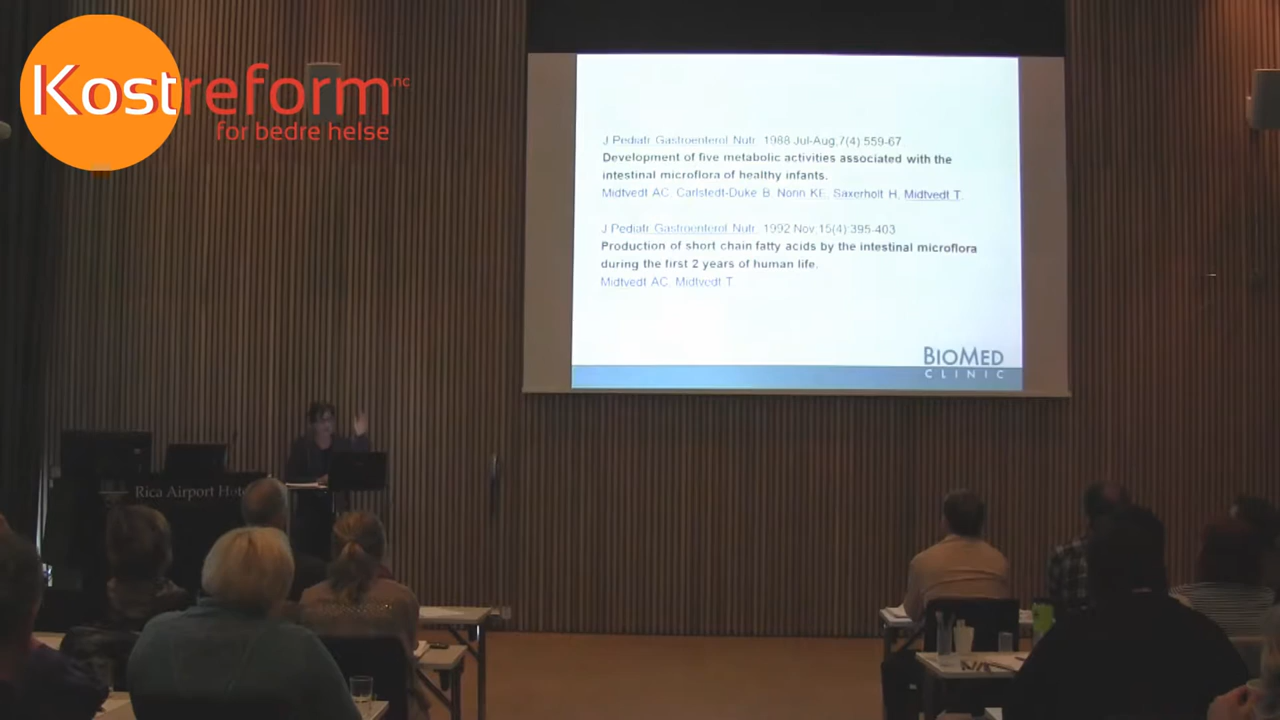 Kostreform nc
for bedre helse
J Pediatr Gastroenterol Nutr. 1988 Jul-Aug;7(4) 559-67
Development of five metabolic activities associated with the
intestinal microflora of healthy infants.
Midtvedt AC, Carlstedt-Duke B, Norin KE, Saxerholt H, Midtvedt T.
J Pediatr Gastroenterol Nutr. 1992 Nov;15(4) 395-403
Production of short chain fatty acids by the intestinal microflora
during the first 2 years of human life.
Midtvedt AC, Midtvedt T.
BIOMED
CLINIC
Rica Airport